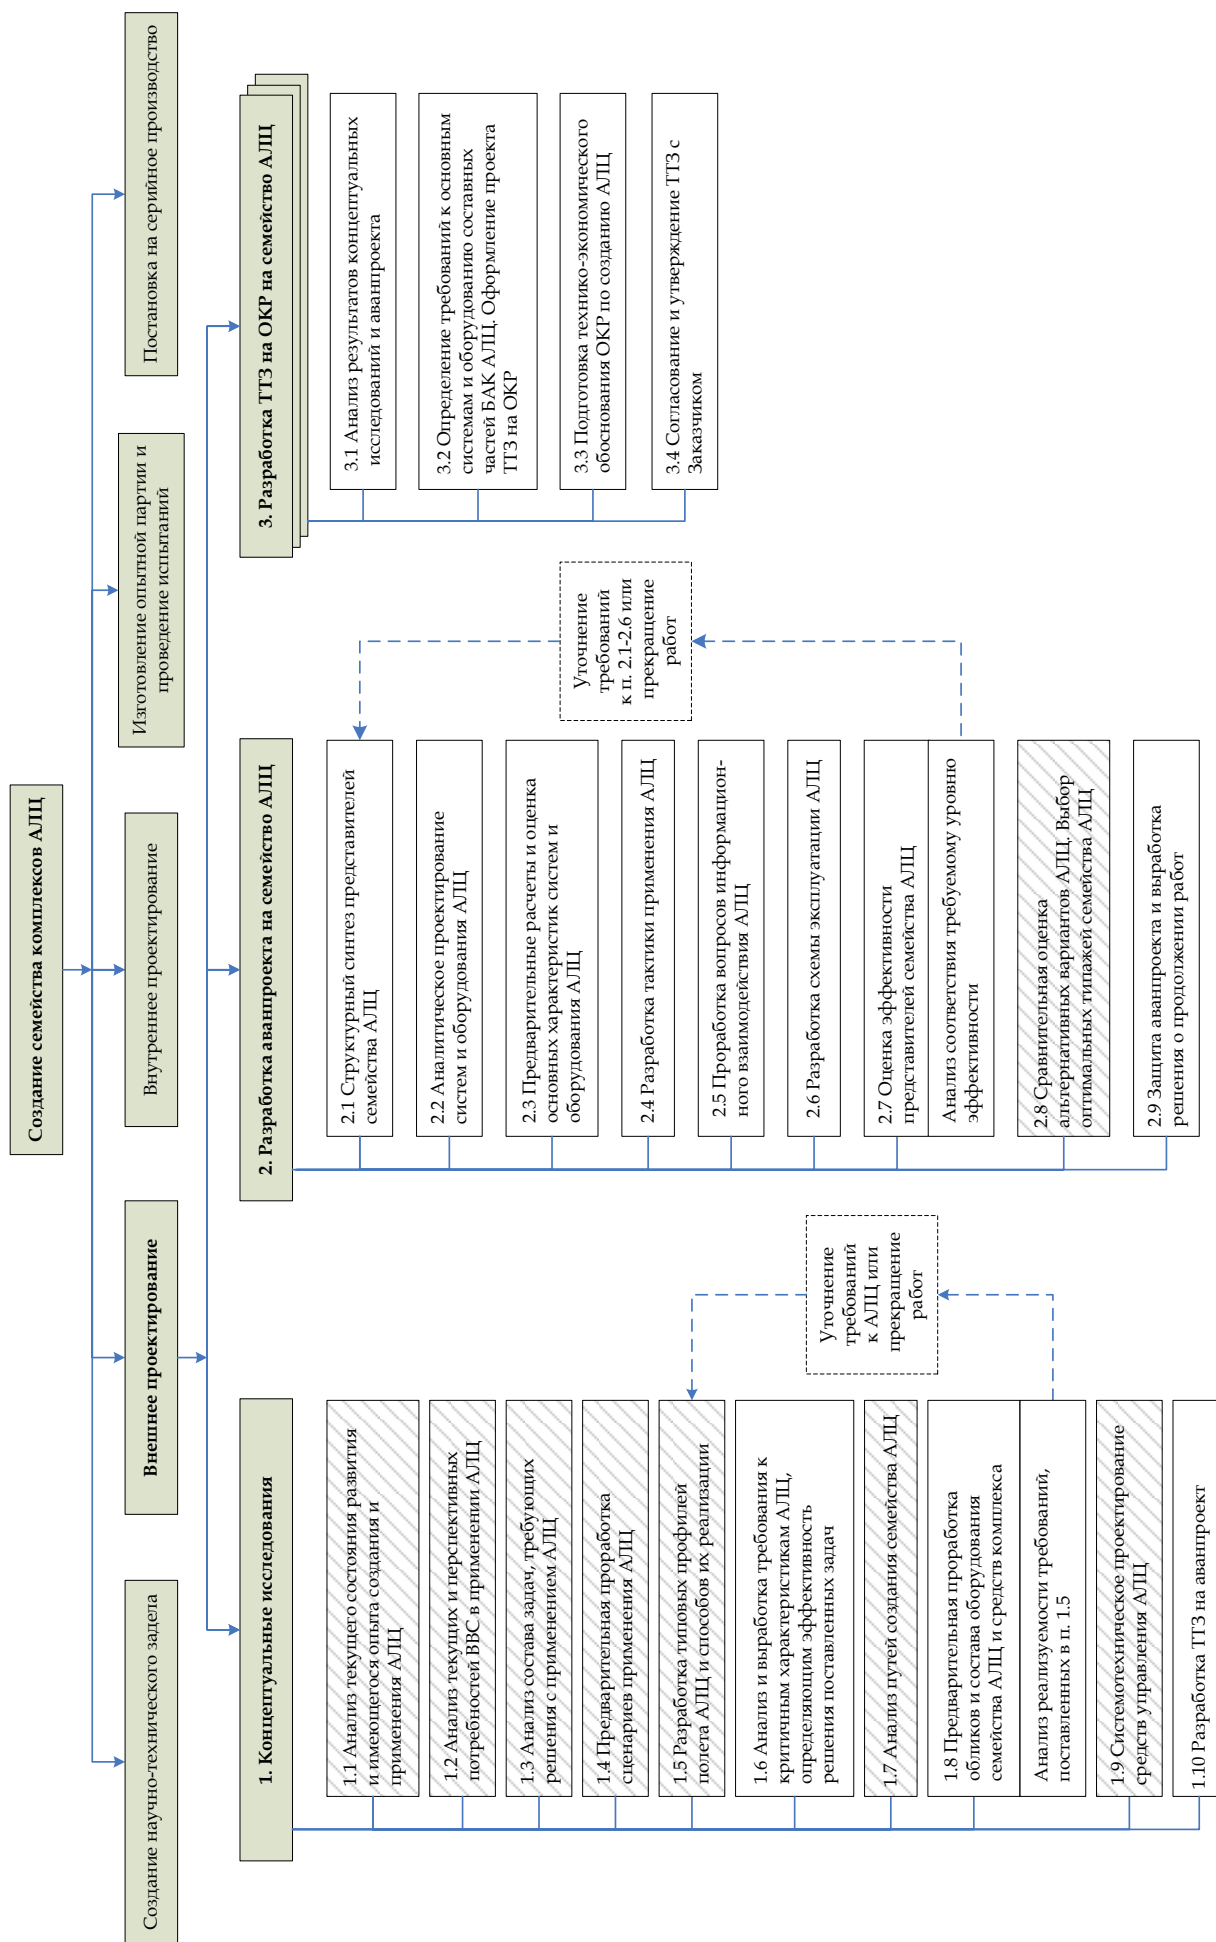 Создание семейства комплексов АЛЦ
Создание научно-технического задела
Внешнее проектирование
Внутреннее проектирование
Изготовление опытной партии и
проведение испытаний
Постановка на серийное производство
1. Концептуальные исследования
1.1 Анализ текущего состояния развития
и имеющегося опыта создания и
применения АЛЦ
1.2 Анализ текущих и перспективных
потребностей ВВС в применении АЛЦ
1.3 Анализ состава задач, требующих
решения с применением АЛЦ
1.4 Предварительная проработка
сценариев применения АЛЦ
1.5 Разработка типовых профилей
полета АЛЦ и способов их реализации
1.6 Анализ и выработка требования к
критичным характеристикам АЛЦ,
определяющим эффективность
решения поставленных задач
1.7 Анализ путей создания семейства АЛЦ
1.8 Предварительная проработка
обликов и состава оборудования
семейства АЛЦ и средств комплекса
Анализ реализуемости требований,
поставленных в п. 1.5
1.9 Системотехническое проектирование
средств управления АЛЦ
1.10 Разработка ТТЗ на аванпроект
Уточнение
требований
к АЛЦ или
прекращение
работ
2. Разработка аванпроекта на семейство АЛЦ
2.1 Структурный синтез представителей
семейства АЛЦ
2.2 Аналитическое проектирование
систем и оборудования АЛЦ
2.3 Предварительные расчеты и оценка
основных характеристик систем и
оборудования АЛЦ
2.4 Разработка тактики применения АЛЦ
2.5 Проработка вопросов информацион-
ного взаимодействия АЛЦ
2.6 Разработка схемы эксплуатации АЛЦ
2.7 Оценка эффективности
представителей семейства АЛЦ
Анализ соответствия требуемому уровню
эффективности
2.8 Сравнительная оценка
альтернативных вариантов АЛЦ. Выбор
оптимальных типажей семейства АЛЦ
2.9 Защита аванпроекта и выработка
решения о продолжении работ
Уточнение
требований
к п. 2.1-2.6 или
прекращение
работ
3. Разработка ТТЗ на ОКР на семейство АЛЦ
3.1 Анализ результатов концептуальных
исследований и аванпроекта
3.2 Определение требований к основным
системам и оборудованию составных
частей БАК АЛЦ. Оформление проекта
ТТЗ на ОКР
3.3 Подготовка технико-экономического
обоснования ОКР по созданию АЛЦ
3.4 Согласование и утверждение ТТЗ с
Заказчиком